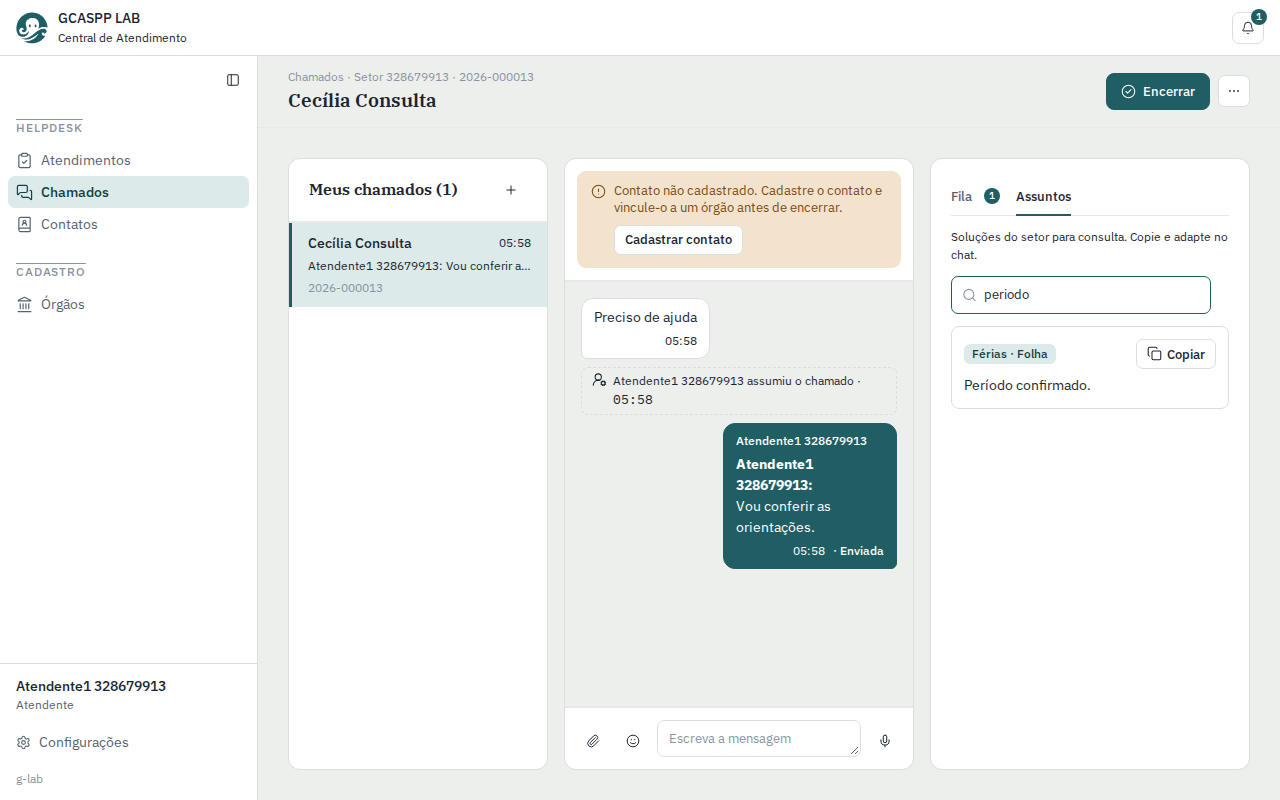 GCASPP LAB
Central de Atendimento
1
HELPDESK
Atendimentos
Chamados
Contatos
CADASTRO
Órgãos
Atendente1 328679913
Atendente
Configurações
g-lab
Chamados · Setor 328679913 · 2026-000013
Cecília Consulta
Encerrar
Meus chamados (1)
Cecília Consulta 05:58
Atendente1 328679913: Vou conferir a...
2026-000013
Contato não cadastrado. Cadastre o contato e
vincule-o a um órgão antes de encerrar.
Cadastrar contato
Preciso de ajuda
05:58
Atendente1 328679913 assumiu o chamado ·
05:58
Atendente1 328679913
Atendente1
328679913:
Vou conferir as
orientações.
05:58 · Enviada
Escreva a mensagem
Fila 1 Assuntos
Soluções do setor para consulta. Copie e adapte no
chat.
periodo
Férias · Folha
Copiar
Período confirmado.